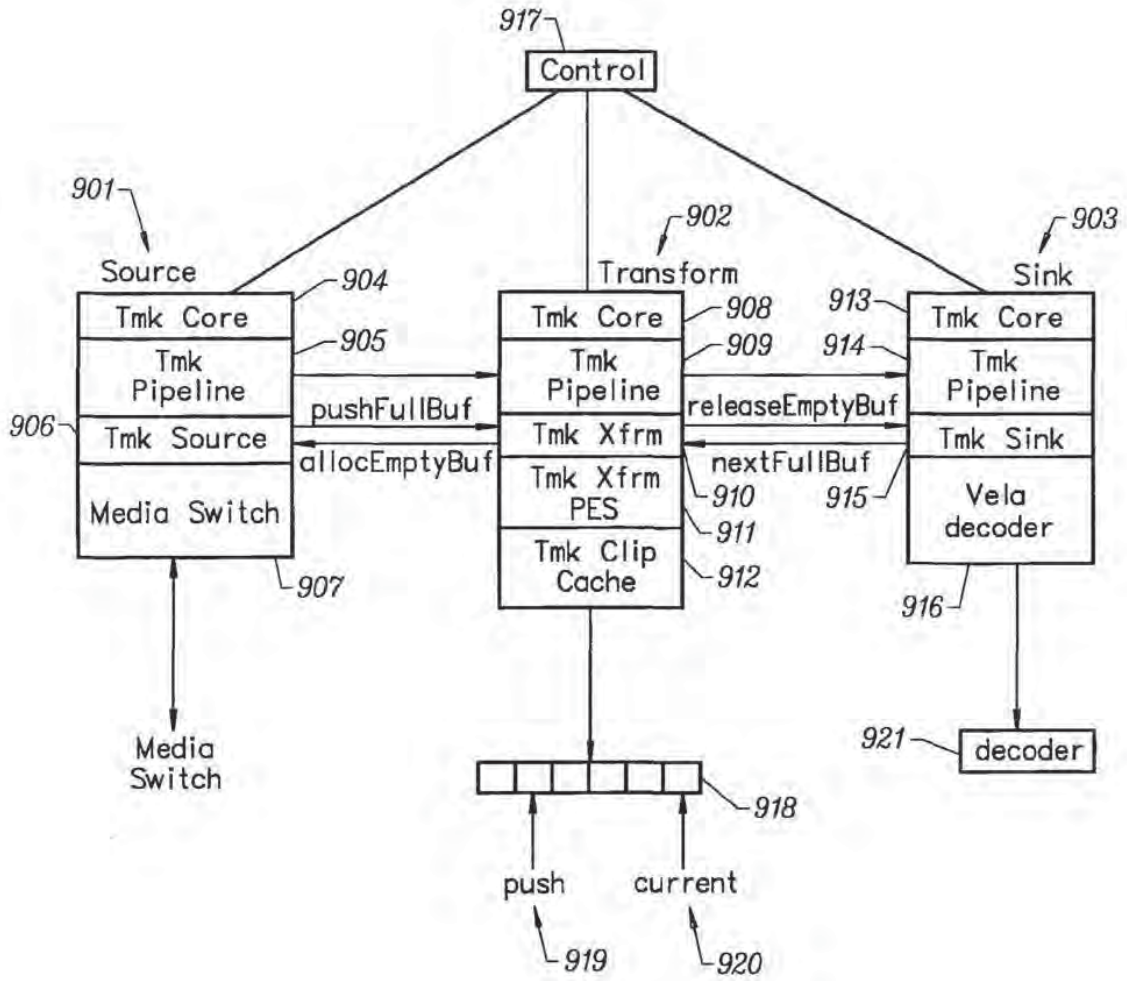 917
Control
901
902
903
Source
Transform
Sink
904
908
913
Tmk Core
Tmk Core
Tmk Core
905
909
914
Tmk
Pipeline
Tmk
Pipeline
Tmk
Pipeline
pushFullBuf
releaseEmptyBuf
906
Tmk Source
Tmk Xfrm
Tmk Sink
allocEmptyBuf
nextFullBuf
910
915
Media Switch
Tmk Xfrm
PES
911
Vela
decoder
Tmk Clip
Cache
912
907
916
Media
Switch
921
decoder
918
push
current
919
920